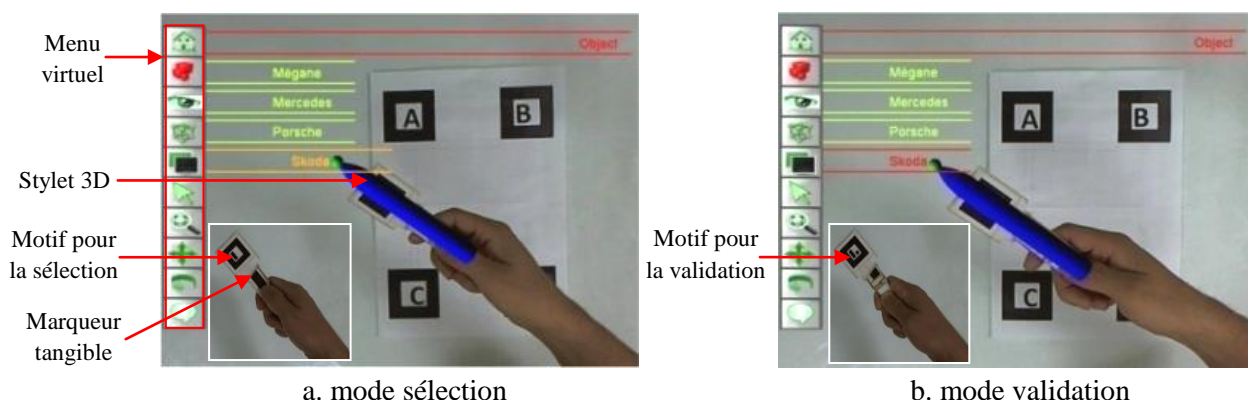 Menu
virtuel
Stylet 3D
Motif pour
la sélection
Marqueur
tangible
Object
Mégane
Mercedes
Porsche
Skoda
A
B
C
a. mode sélection
Motif pour
la validation
Object
Mégane
Mercedes
Porsche
Skoda
A
B
C
b. mode validation